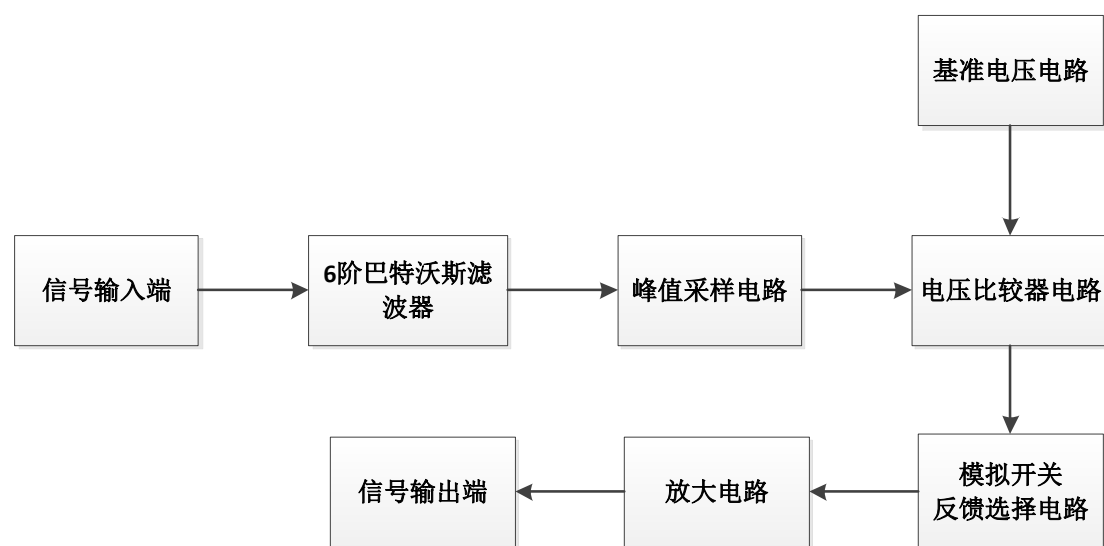 基准电压电路
信号输入端
6阶巴特沃斯滤
波器
峰值采样电路
电压比较器电路
信号输出端
放大电路
模拟开关
反馈选择电路